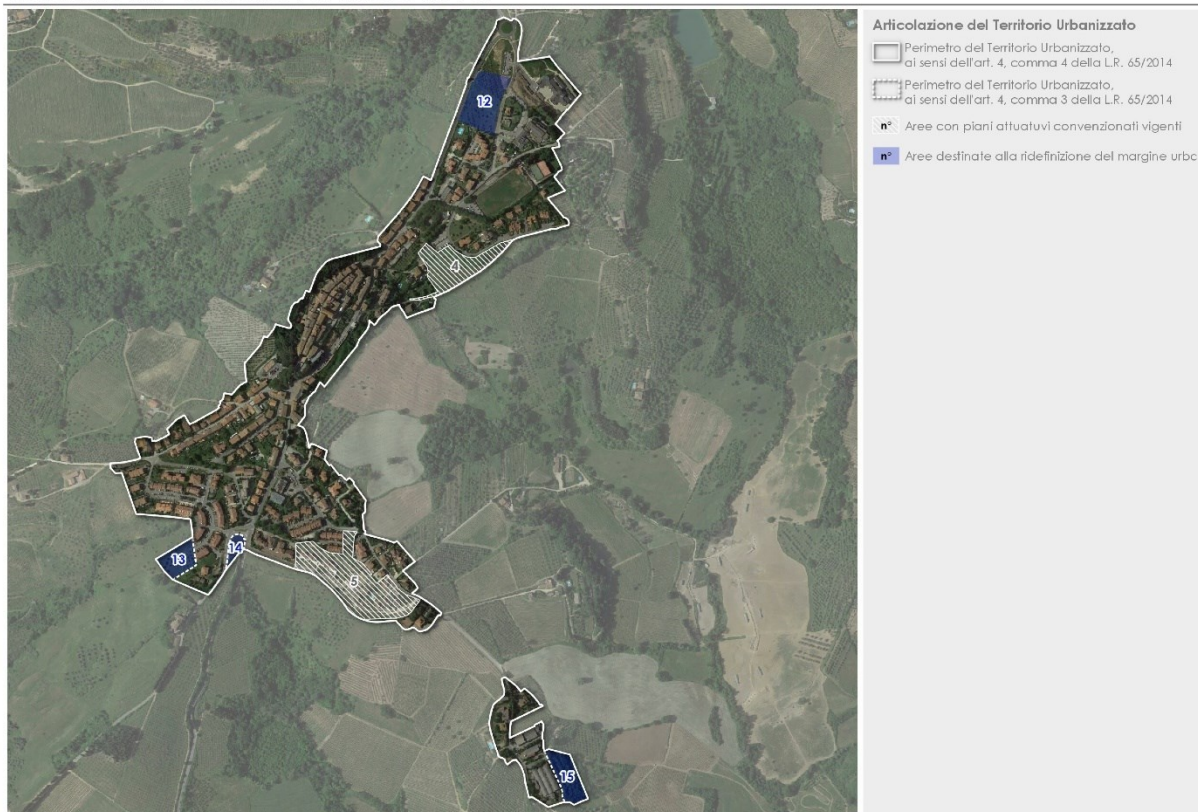 Articolazione del Territorio Urbanizzato
Perimetro del Territorio Urbanizzato,
ai sensi dell'art. 4, comma 4 della L.R. 65/2014
Perimetro del Territorio Urbanizzato,
ai sensi dell'art. 4, comma 3 della L.R. 65/2014
n° Aree con piani attuatuvi convenzionati vigenti
n° Aree destinate alla ridefinizione del margine urbc
12
4
13
14
5
15